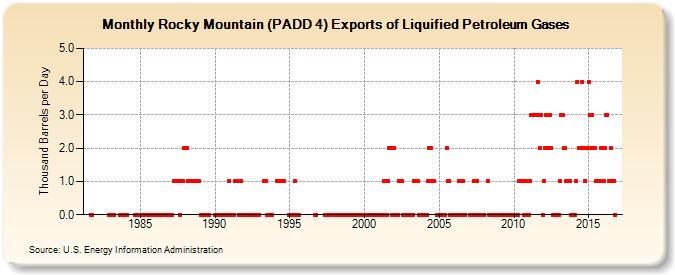 Monthly Rocky Mountain (PADD 4) Exports of Liquified Petroleum Gases
Thousand Barrels per Day
5.0
4.0
3.0
2.0
1.0
0.0
1985 1990 1995 2000 2005 2010 2015
Source: U.S. Energy Information Administration